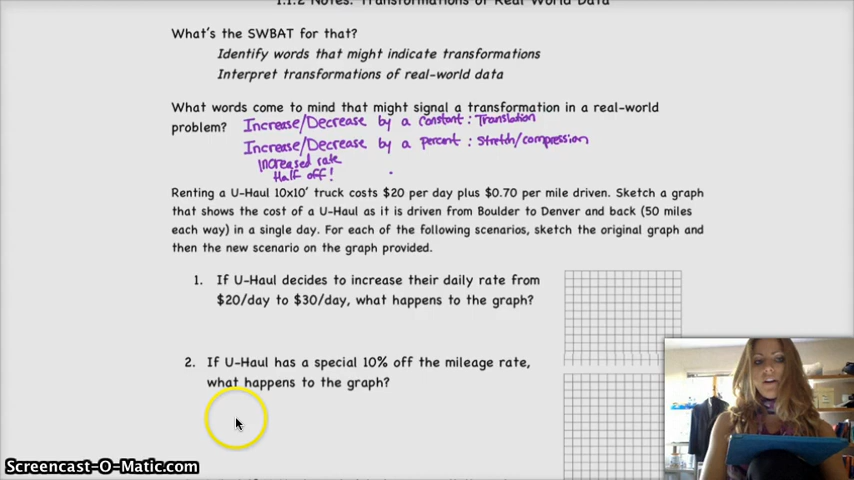 1.1.2 Notes: Transformations of Real World Data
What's the SWBAT for that?
Identify words that might indicate transformations
Interpret transformations of real-world data
What words come to mind that might signal a transformation in a real-world
problem? Increase/Decrease by a constant: Translation
Increase/Decrease by a percent: Stretch/compression
Increased rate
Half off!
Renting a U-Haul 10x10' truck costs $20 per day plus $0.70 per mile driven. Sketch a graph
that shows the cost of a U-Haul as it is driven from Boulder to Denver and back (50 miles
each way) in a single day. For each of the following scenarios, sketch the original graph and
then the new scenario on the graph provided.
1. If U-Haul decides to increase their daily rate from
$20/day to $30/day, what happens to the graph?
2. If U-Haul has a special 10% off the mileage rate,
what happens to the graph?
Screencast-O-Matic.com